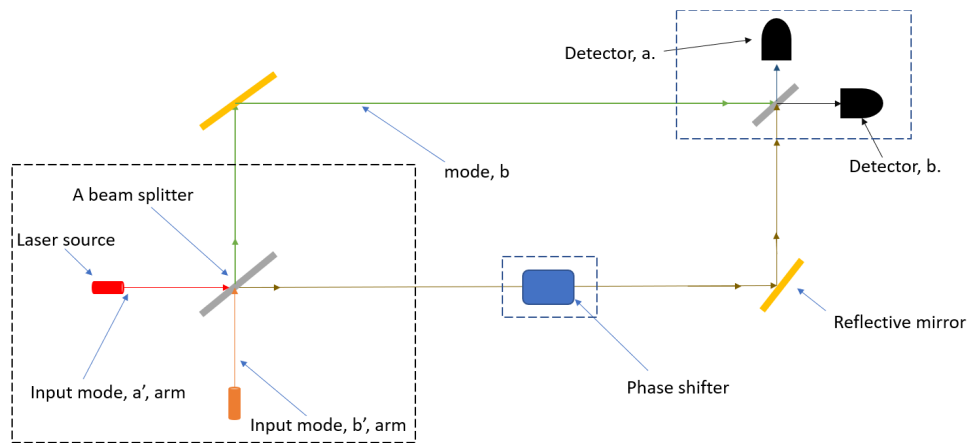 Detector, a.
mode, b
Detector, b.
A beam splitter
Laser source
Input mode, a’, arm
Input mode, b’, arm
Phase shifter
Reflective mirror